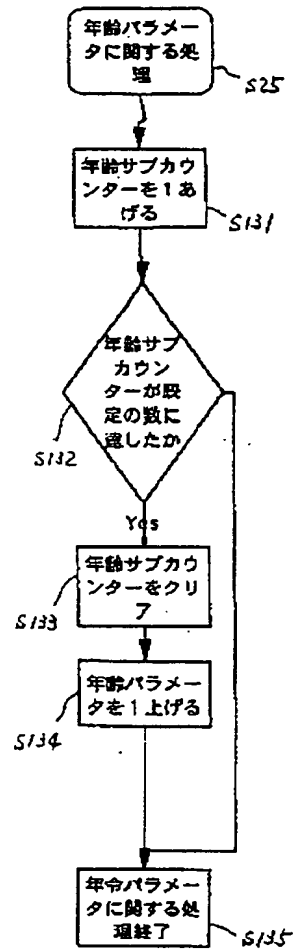 年齢パラメー
タに関する処
理
S25
年齢サブカウ
ンターを１あ
げる
S131
年齢サブ
カウン
ターが設
定の数に
達したか
S132
Yes
年齢サブカウ
ンターをクリ
ア
S133
年齢パラメー
タを１上げる
S134
年令パラメー
タに関する処
理終了
S135